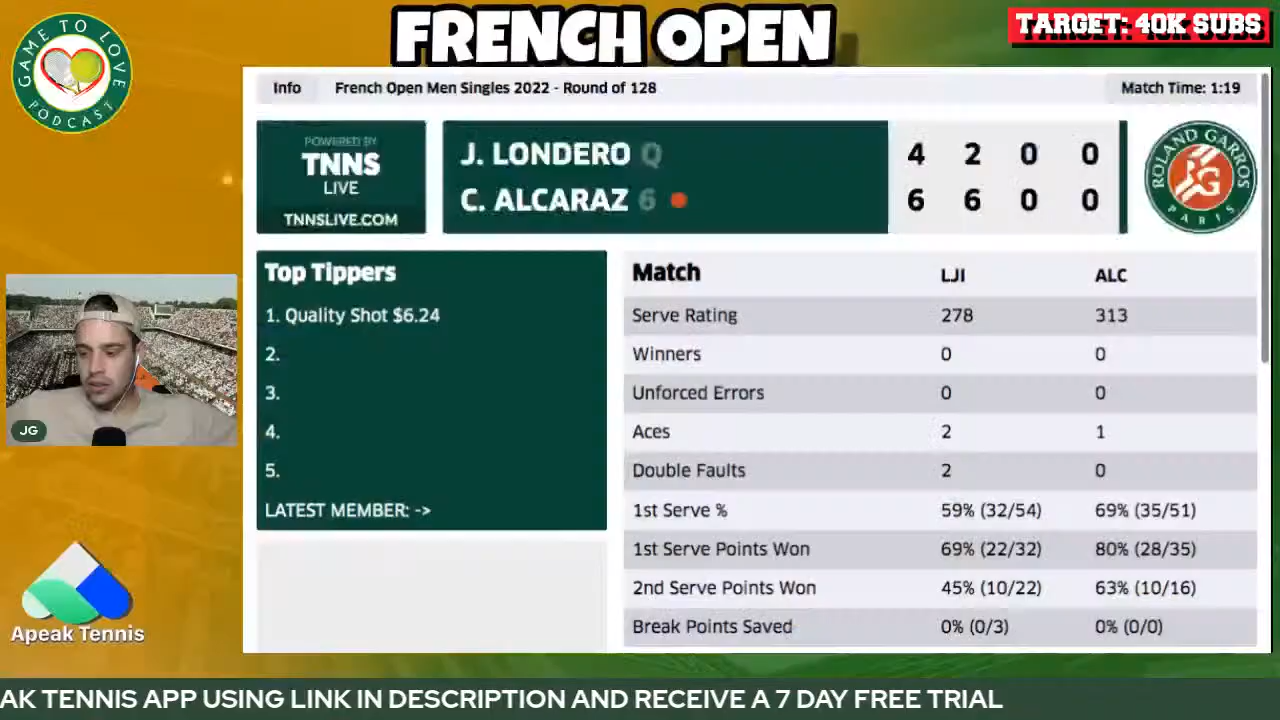 FRENCH OPEN
TARGET: 40K SUBS
GAME TO LOVE PODCAST
Info French Open Men Singles 2022 - Round of 128 Match Time: 1:19
POWERED BY
TNNS
LIVE
TNNSLIVE.COM
J. LONDERO Q 4 2 0 0
C. ALCARAZ 6 6 6 0 0
ROLAND GARROS
RG
PARIS
Top Tippers
1. Quality Shot $6.24
2.
3.
4.
5.
LATEST MEMBER: ->
Match LJI ALC
Serve Rating 278 313
Winners 0 0
Unforced Errors 0 0
Aces 2 1
Double Faults 2 0
1st Serve % 59% (32/54) 69% (35/51)
1st Serve Points Won 69% (22/32) 80% (28/35)
2nd Serve Points Won 45% (10/22) 63% (10/16)
Break Points Saved 0% (0/3) 0% (0/0)
JG
Apeak Tennis
AK TENNIS APP USING LINK IN DESCRIPTION AND RECEIVE A 7 DAY FREE TRIAL